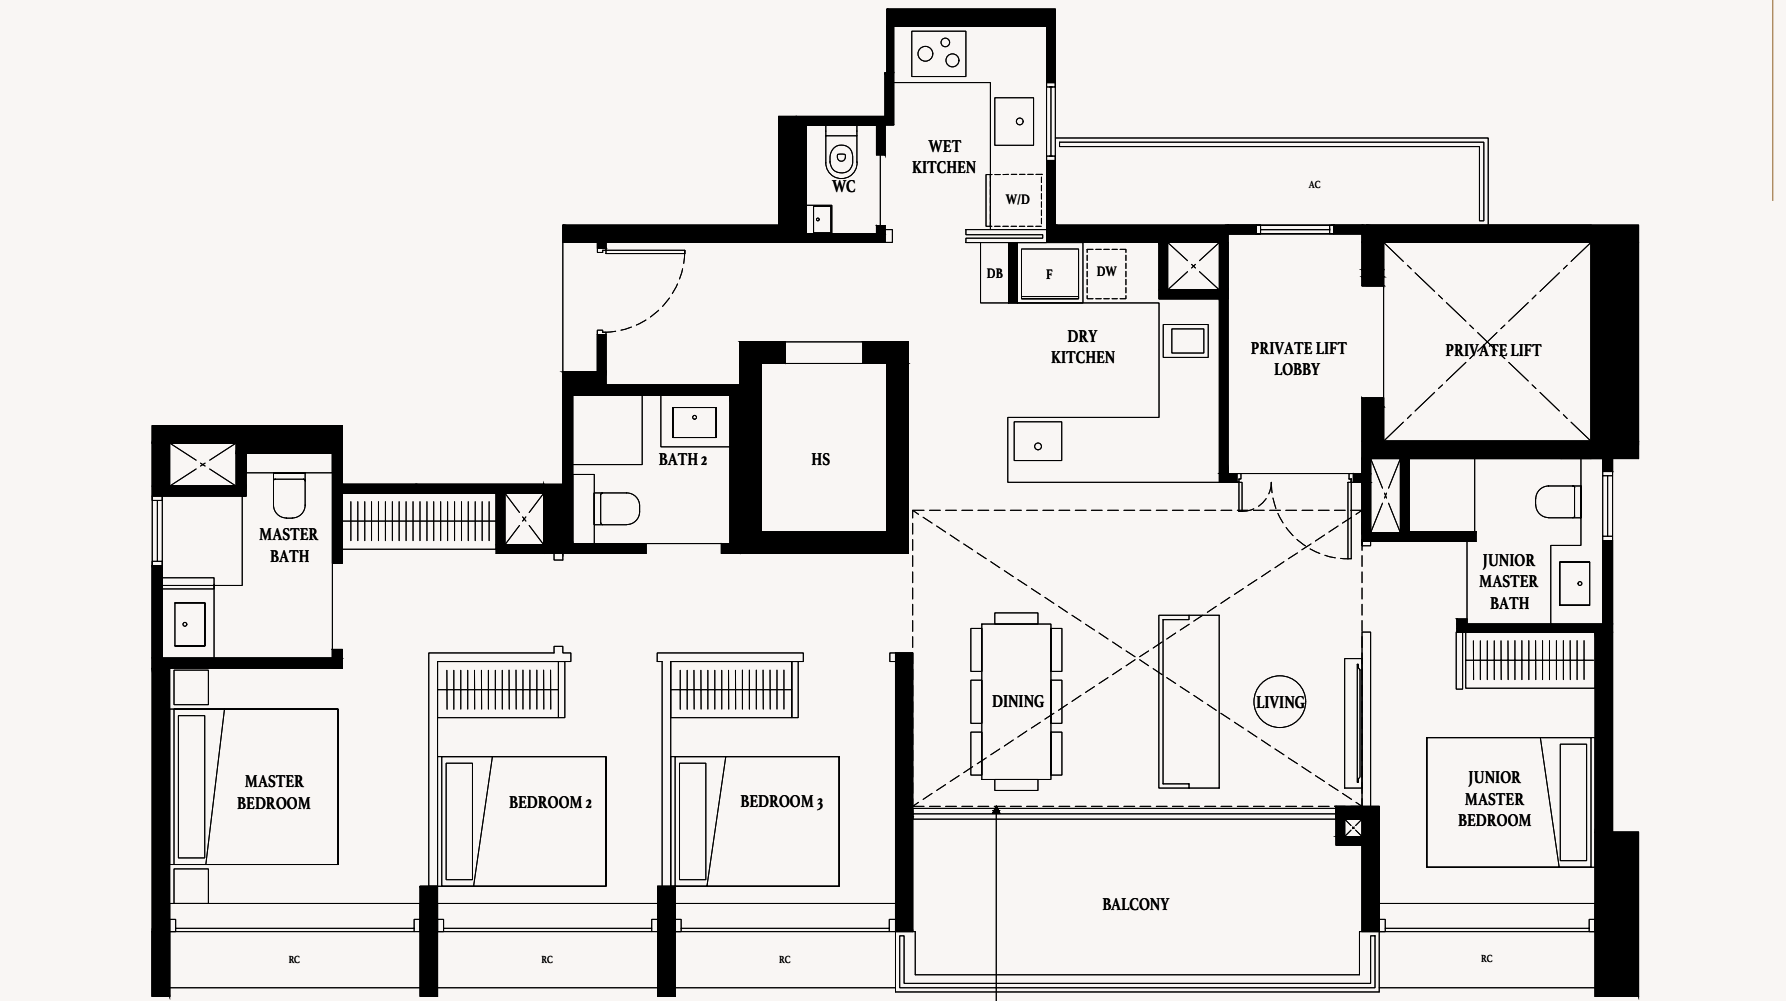 WET
KITCHEN
WC
W/D
AC
DB
F
DW
DRY
KITCHEN
PRIVATE LIFT
LOBBY
PRIVATE LIFT
BATH 2
HS
MASTER
BATH
JUNIOR
MASTER
BATH
DINING
LIVING
MASTER
BEDROOM
BEDROOM 2
BEDROOM 3
JUNIOR
MASTER
BEDROOM
BALCONY
RC
RC
RC
RC